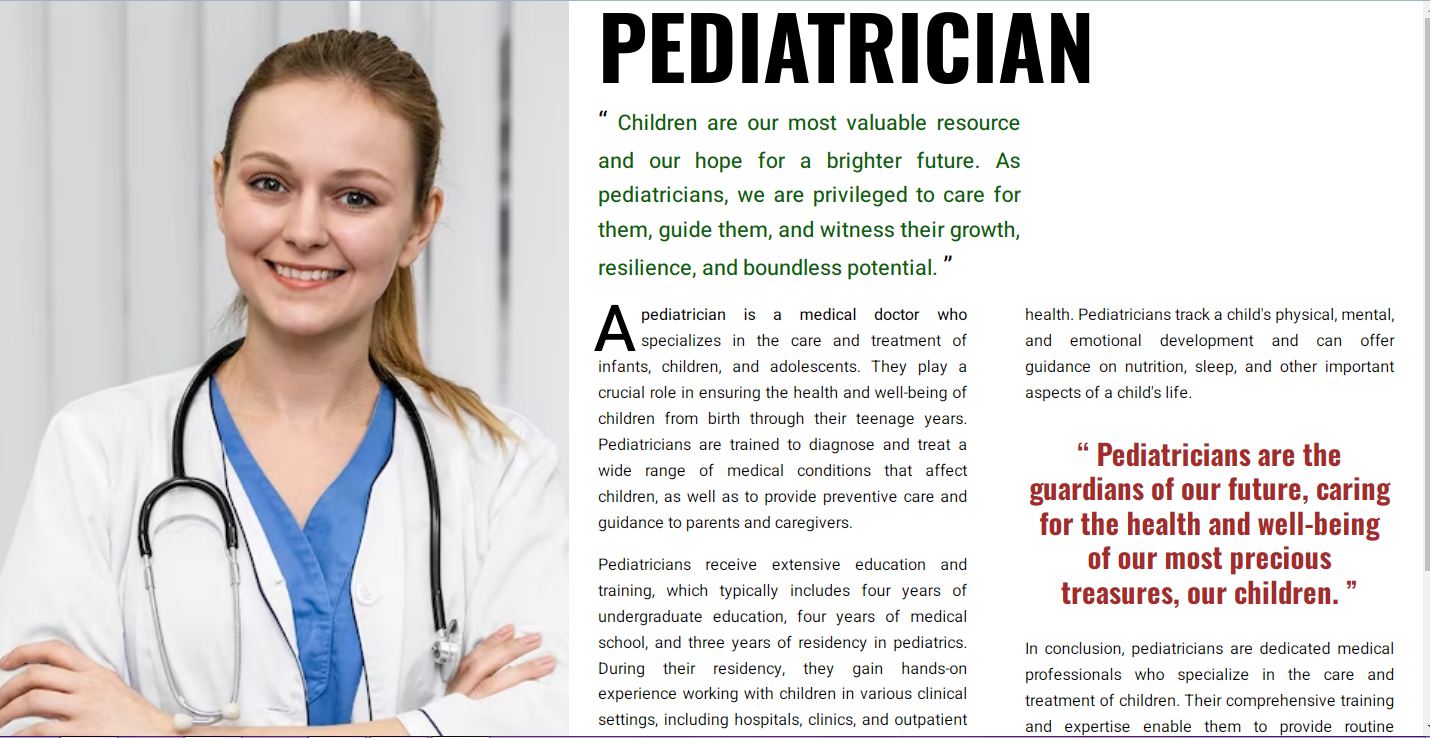 PEDIATRICIAN
“ Children are our most valuable resource
and our hope for a brighter future. As
pediatricians, we are privileged to care for
them, guide them, and witness their growth,
resilience, and boundless potential. ”
A pediatrician is a medical doctor who
specializes in the care and treatment of
infants, children, and adolescents. They play a
crucial role in ensuring the health and well-being of
children from birth through their teenage years.
Pediatricians are trained to diagnose and treat a
wide range of medical conditions that affect
children, as well as to provide preventive care and
guidance to parents and caregivers.
Pediatricians receive extensive education and
training, which typically includes four years of
undergraduate education, four years of medical
school, and three years of residency in pediatrics.
During their residency, they gain hands-on
experience working with children in various clinical
settings, including hospitals, clinics, and outpatient
health. Pediatricians track a child's physical, mental,
and emotional development and can offer
guidance on nutrition, sleep, and other important
aspects of a child's life.
“ Pediatricians are the
guardians of our future, caring
for the health and well-being
of our most precious
treasures, our children. ”
In conclusion, pediatricians are dedicated medical
professionals who specialize in the care and
treatment of children. Their comprehensive training
and expertise enable them to provide routine